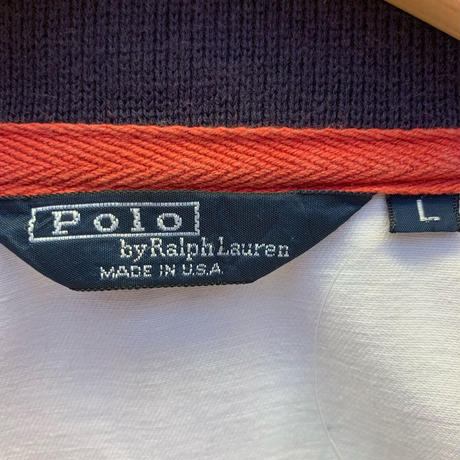 Polo
by Ralph Lauren
MADE IN U.S.A.
L